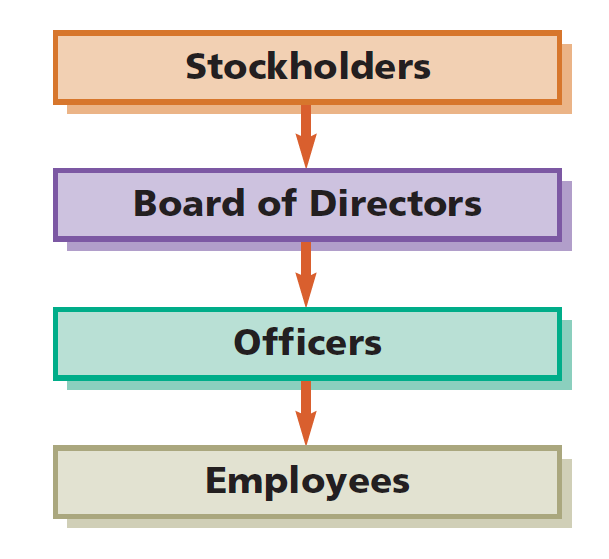 Stockholders
Board of Directors
Officers
Employees